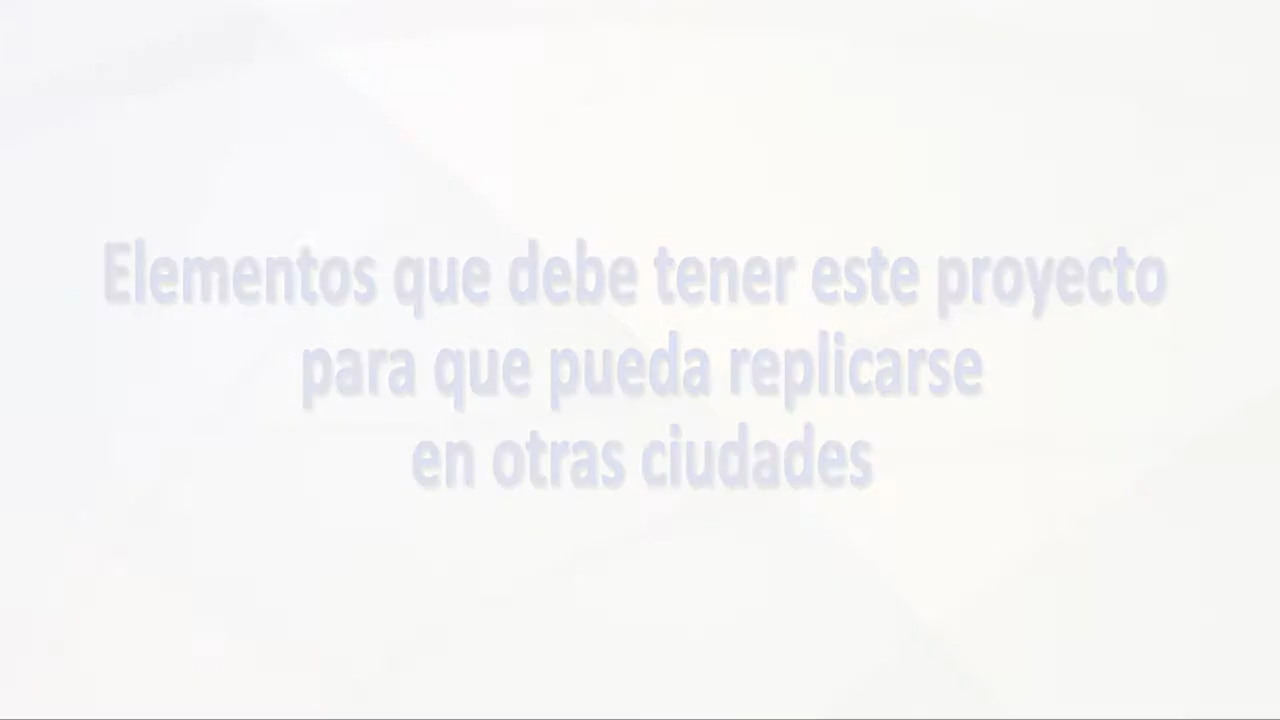 Elementos que debe tener este proyecto
para que pueda replicarse
en otras ciudades